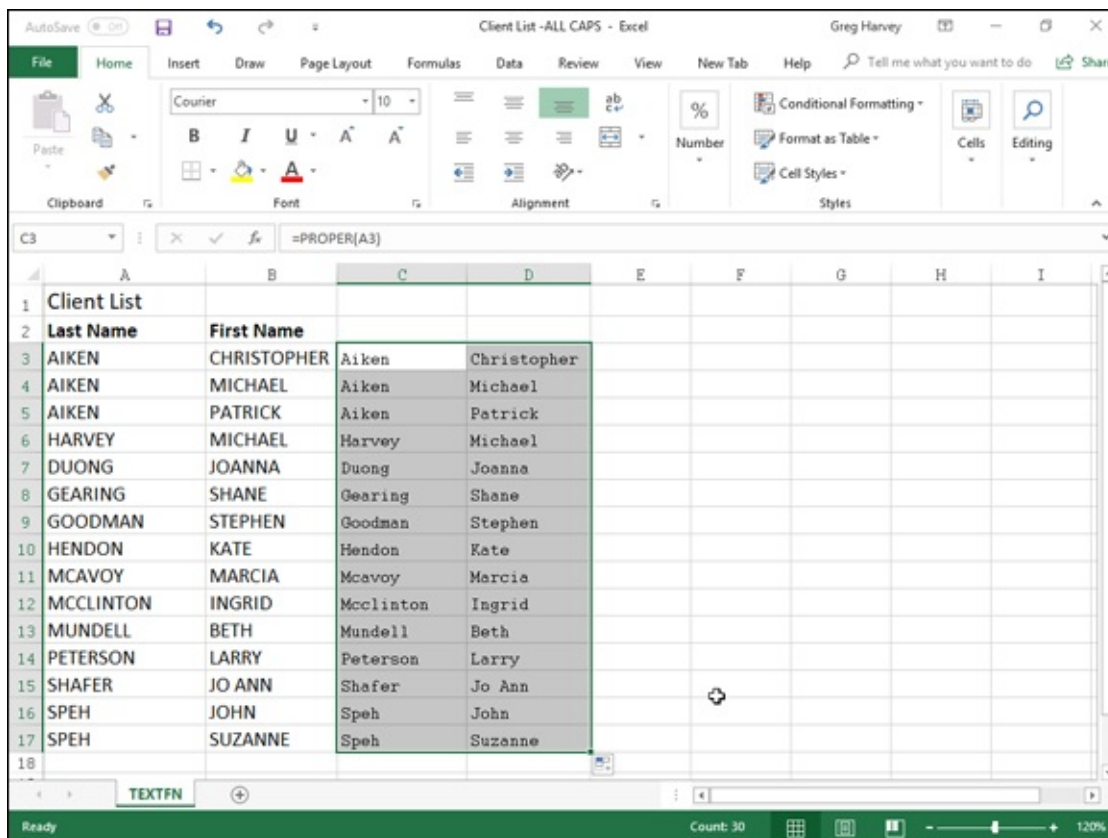 AutoSave Off Client List -ALL CAPS - Excel Greg Harvey
File Home Insert Draw Page Layout Formulas Data Review View New Tab Help Tell me what you want to do Shar
Courier 10 ab % Conditional Formatting
Paste B I U A A Number Format as Table Cells Editing
A Cell Styles
Clipboard Font Alignment Styles
C3 fx =PROPER(A3)
A B C D E F G H I
1 Client List
2 Last Name First Name
3 AIKEN CHRISTOPHER Aiken Christopher
4 AIKEN MICHAEL Aiken Michael
5 AIKEN PATRICK Aiken Patrick
6 HARVEY MICHAEL Harvey Michael
7 DUONG JOANNA Duong Joanna
8 GEARING SHANE Gearing Shane
9 GOODMAN STEPHEN Goodman Stephen
10 HENDON KATE Hendon Kate
11 MCAVOY MARCIA Mcavoy Marcia
12 MCCLINTON INGRID Mcclinton Ingrid
13 MUNDELL BETH Mundell Beth
14 PETERSON LARRY Peterson Larry
15 SHAFER JO ANN Shafer Jo Ann
16 SPEH JOHN Speh John
17 SPEH SUZANNE Speh Suzanne
18
TEXTFN
Ready Count: 30 120%